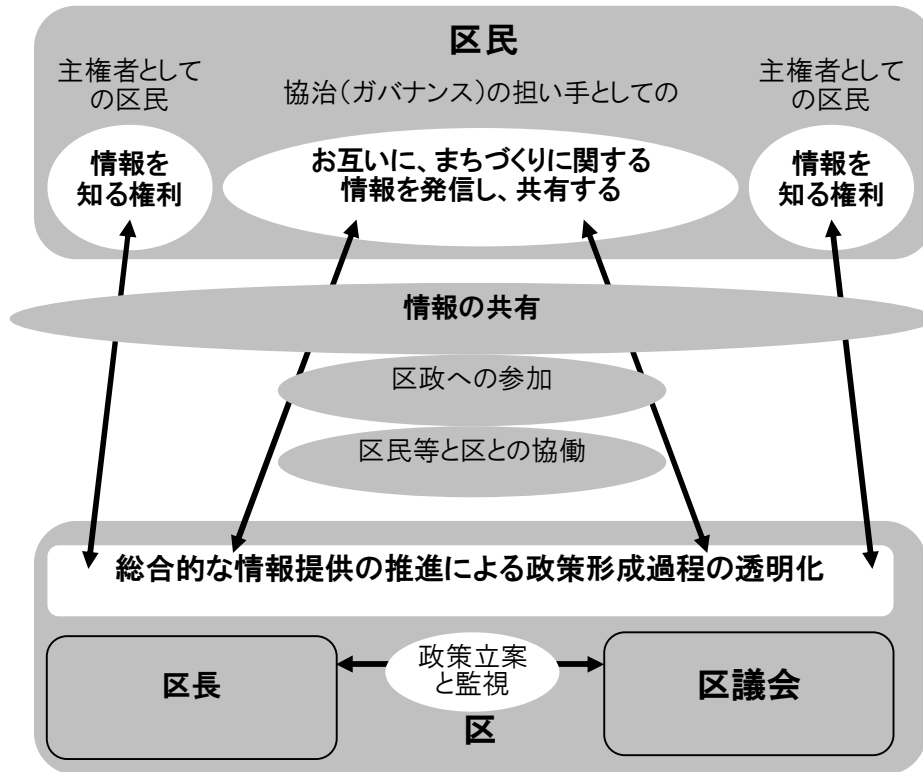 区民
主権者として
の区民
協治（ガバナンス）の担い手としての
主権者として
の区民
情報を
知る権利
お互いに、まちづくりに関する
情報を発信し、共有する
情報を
知る権利
情報の共有
区政への参加
区民等と区との協働
総合的な情報提供の推進による政策形成過程の透明化
区長
政策立案
と監視
区議会
区